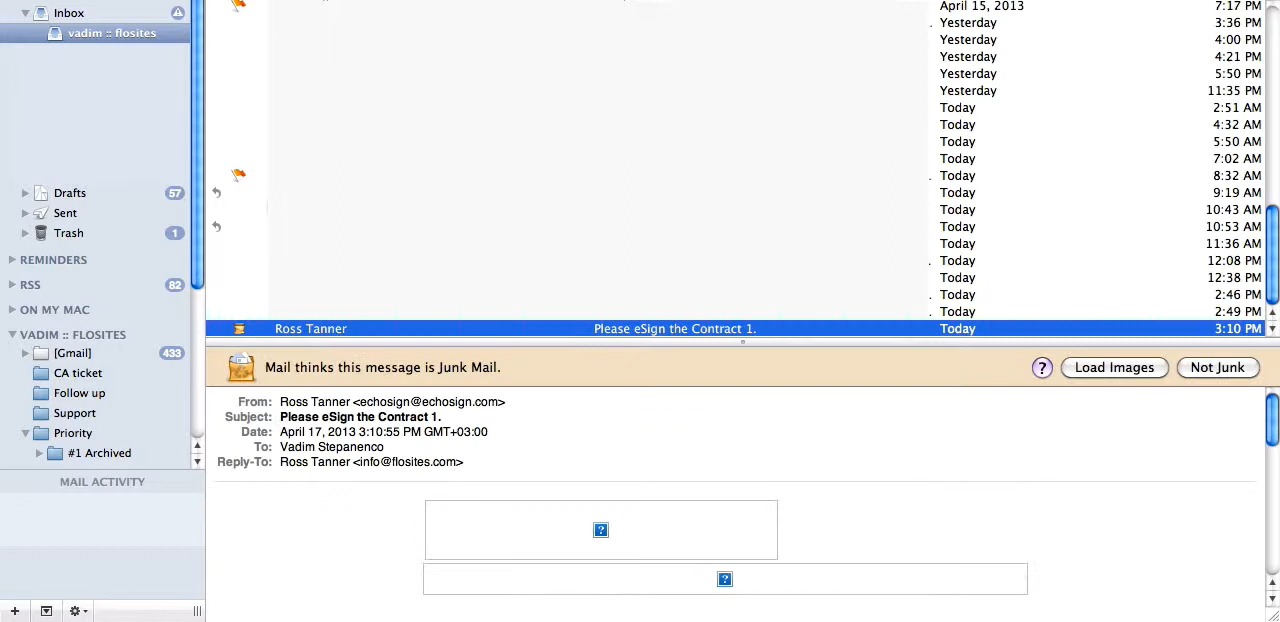 Inbox
vadim :: flosites
Drafts 57
Sent
Trash 1
REMINDERS
RSS 82
ON MY MAC
VADIM :: FLOSITES
[Gmail] 433
CA ticket
Follow up
Support
Priority
#1 Archived
MAIL ACTIVITY
April 15, 2013 7:17 PM
. Yesterday 3:36 PM
Yesterday 4:00 PM
Yesterday 4:21 PM
Yesterday 5:50 PM
Yesterday 11:35 PM
Today 2:51 AM
Today 4:32 AM
Today 5:50 AM
Today 7:02 AM
. Today 8:32 AM
Today 9:19 AM
Today 10:43 AM
Today 10:53 AM
Today 11:36 AM
. Today 12:08 PM
Today 12:38 PM
. Today 2:46 PM
. Today 2:49 PM
Ross Tanner Please eSign the Contract 1. Today 3:10 PM
Mail thinks this message is Junk Mail. ? Load Images Not Junk
From: Ross Tanner <echosign@echosign.com>
Subject: Please eSign the Contract 1.
Date: April 17, 2013 3:10:55 PM GMT+03:00
To: Vadim Stepanenco
Reply-To: Ross Tanner <info@flosites.com>
?
?